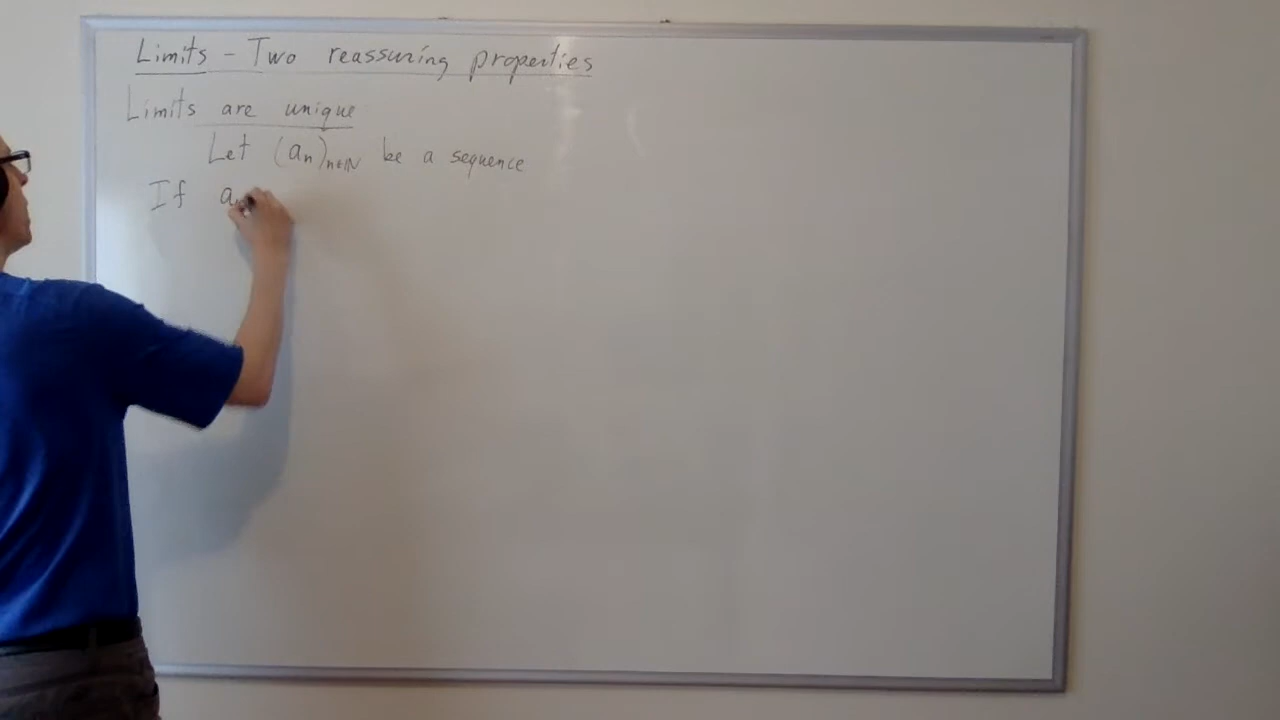 Limits - Two reassuring properties
Limits are unique
Let (aₙ)ₙ∈ℕ be a sequence
If a